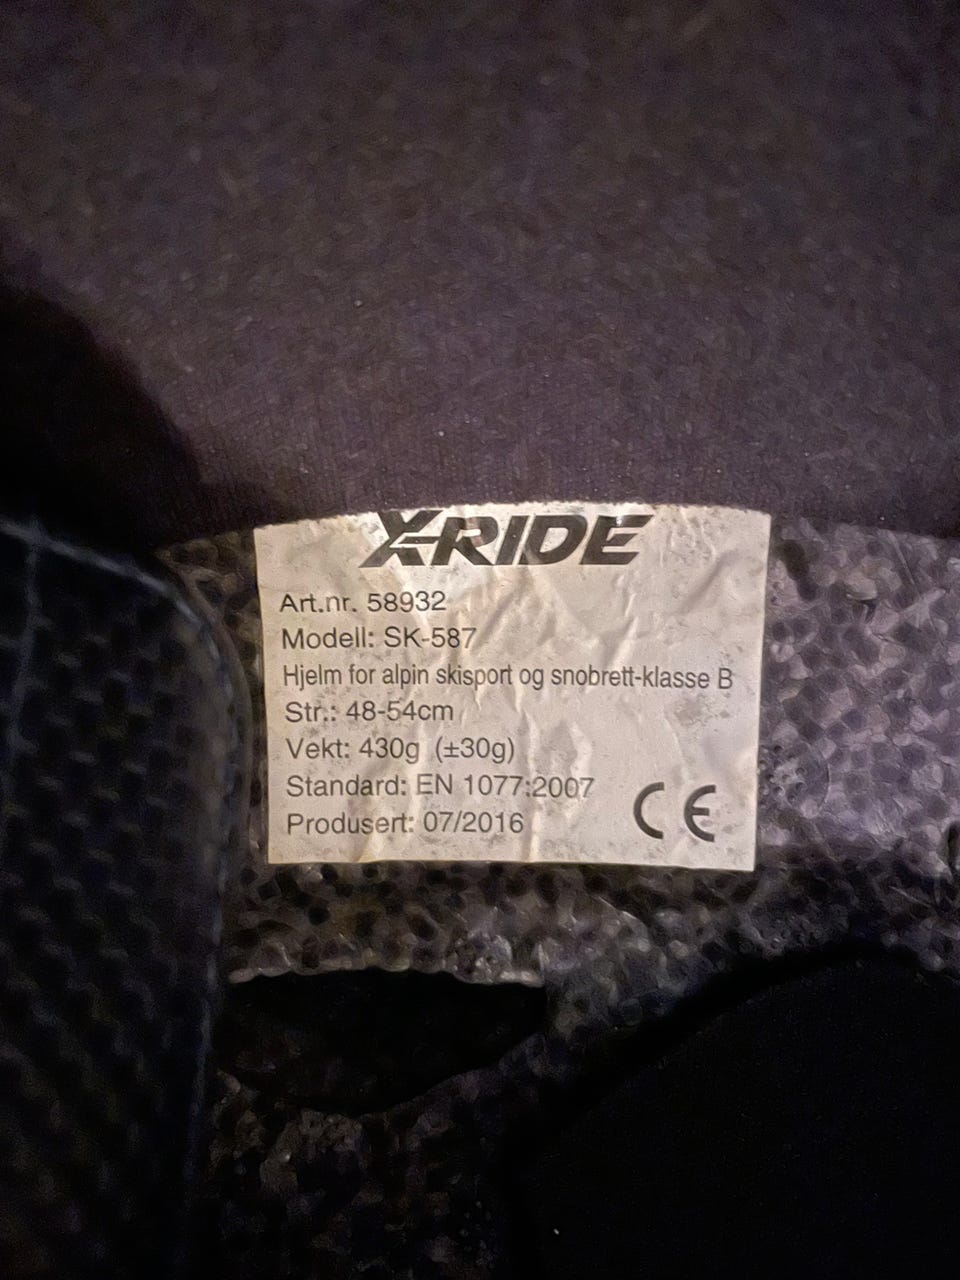 X-RIDE
Art.nr. 58932
Modell: SK-587
Hjelm for alpin skisport og snobrett-klasse B
Str.: 48-54cm
Vekt: 430g (±30g)
Standard: EN 1077:2007
Produsert: 07/2016
CE